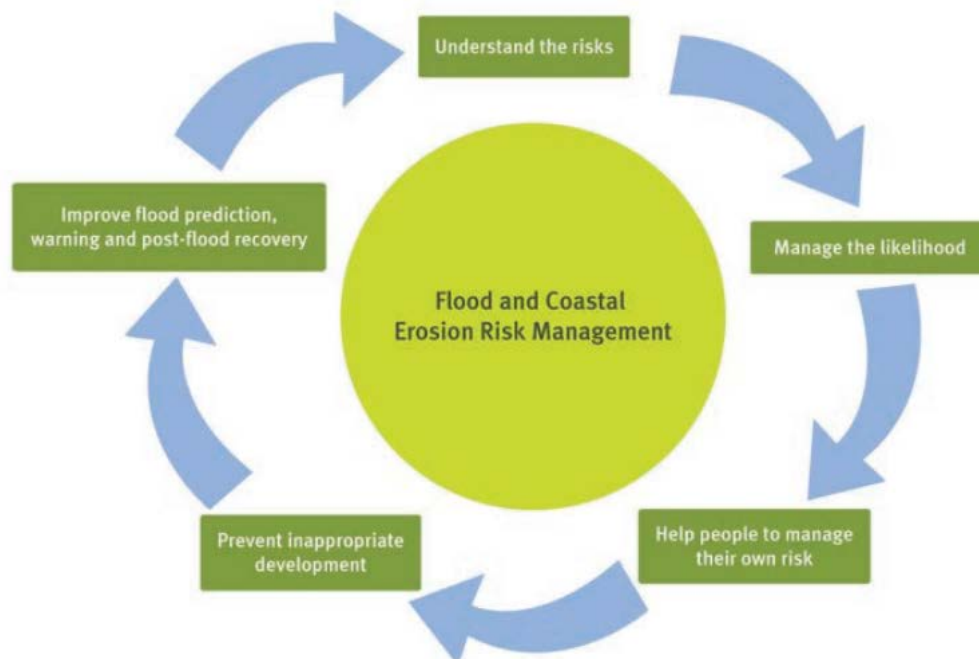 Understand the risks
Improve flood prediction,
warning and post-flood recovery
Manage the likelihood
Flood and Coastal
Erosion Risk Management
Prevent inappropriate
development
Help people to manage
their own risk